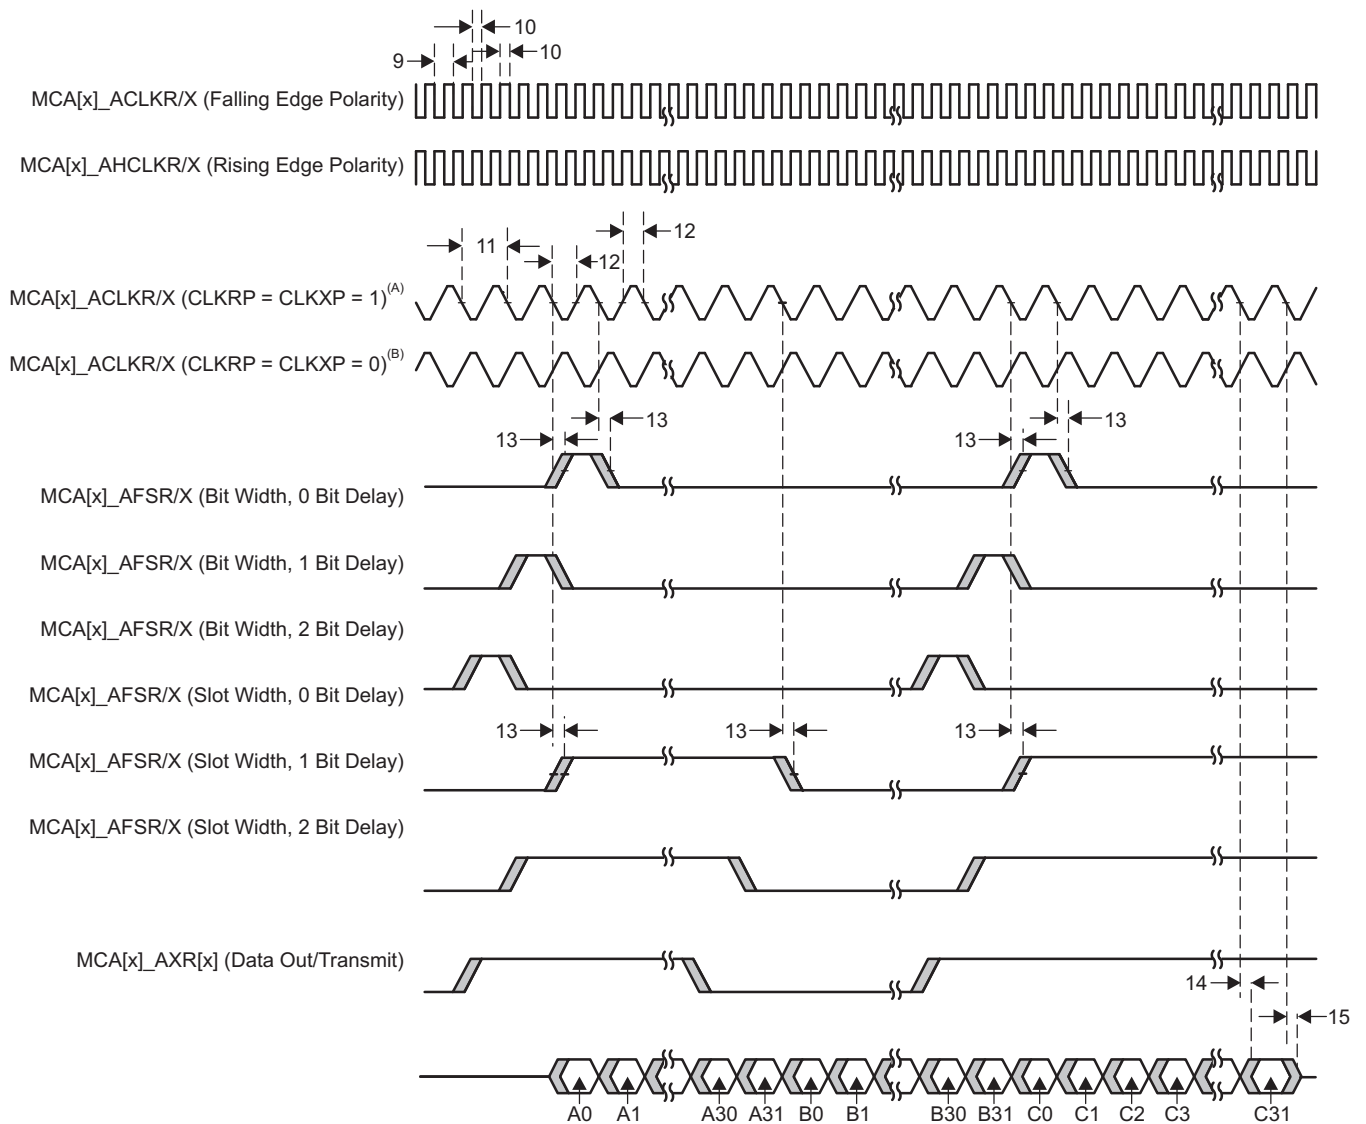 10
10
9
MCA[x]_ACLKR/X (Falling Edge Polarity)
MCA[x]_AHCLKR/X (Rising Edge Polarity)
12
11
12
MCA[x]_ACLKR/X (CLKRP = CLKXP = 1)(A)
MCA[x]_ACLKR/X (CLKRP = CLKXP = 0)(B)
13
13
13
13
MCA[x]_AFSR/X (Bit Width, 0 Bit Delay)
MCA[x]_AFSR/X (Bit Width, 1 Bit Delay)
MCA[x]_AFSR/X (Bit Width, 2 Bit Delay)
MCA[x]_AFSR/X (Slot Width, 0 Bit Delay)
13
13
13
MCA[x]_AFSR/X (Slot Width, 1 Bit Delay)
MCA[x]_AFSR/X (Slot Width, 2 Bit Delay)
MCA[x]_AXR[x] (Data Out/Transmit)
14
15
A0 A1 A30 A31 B0 B1 B30 B31 C0 C1 C2 C3 C31